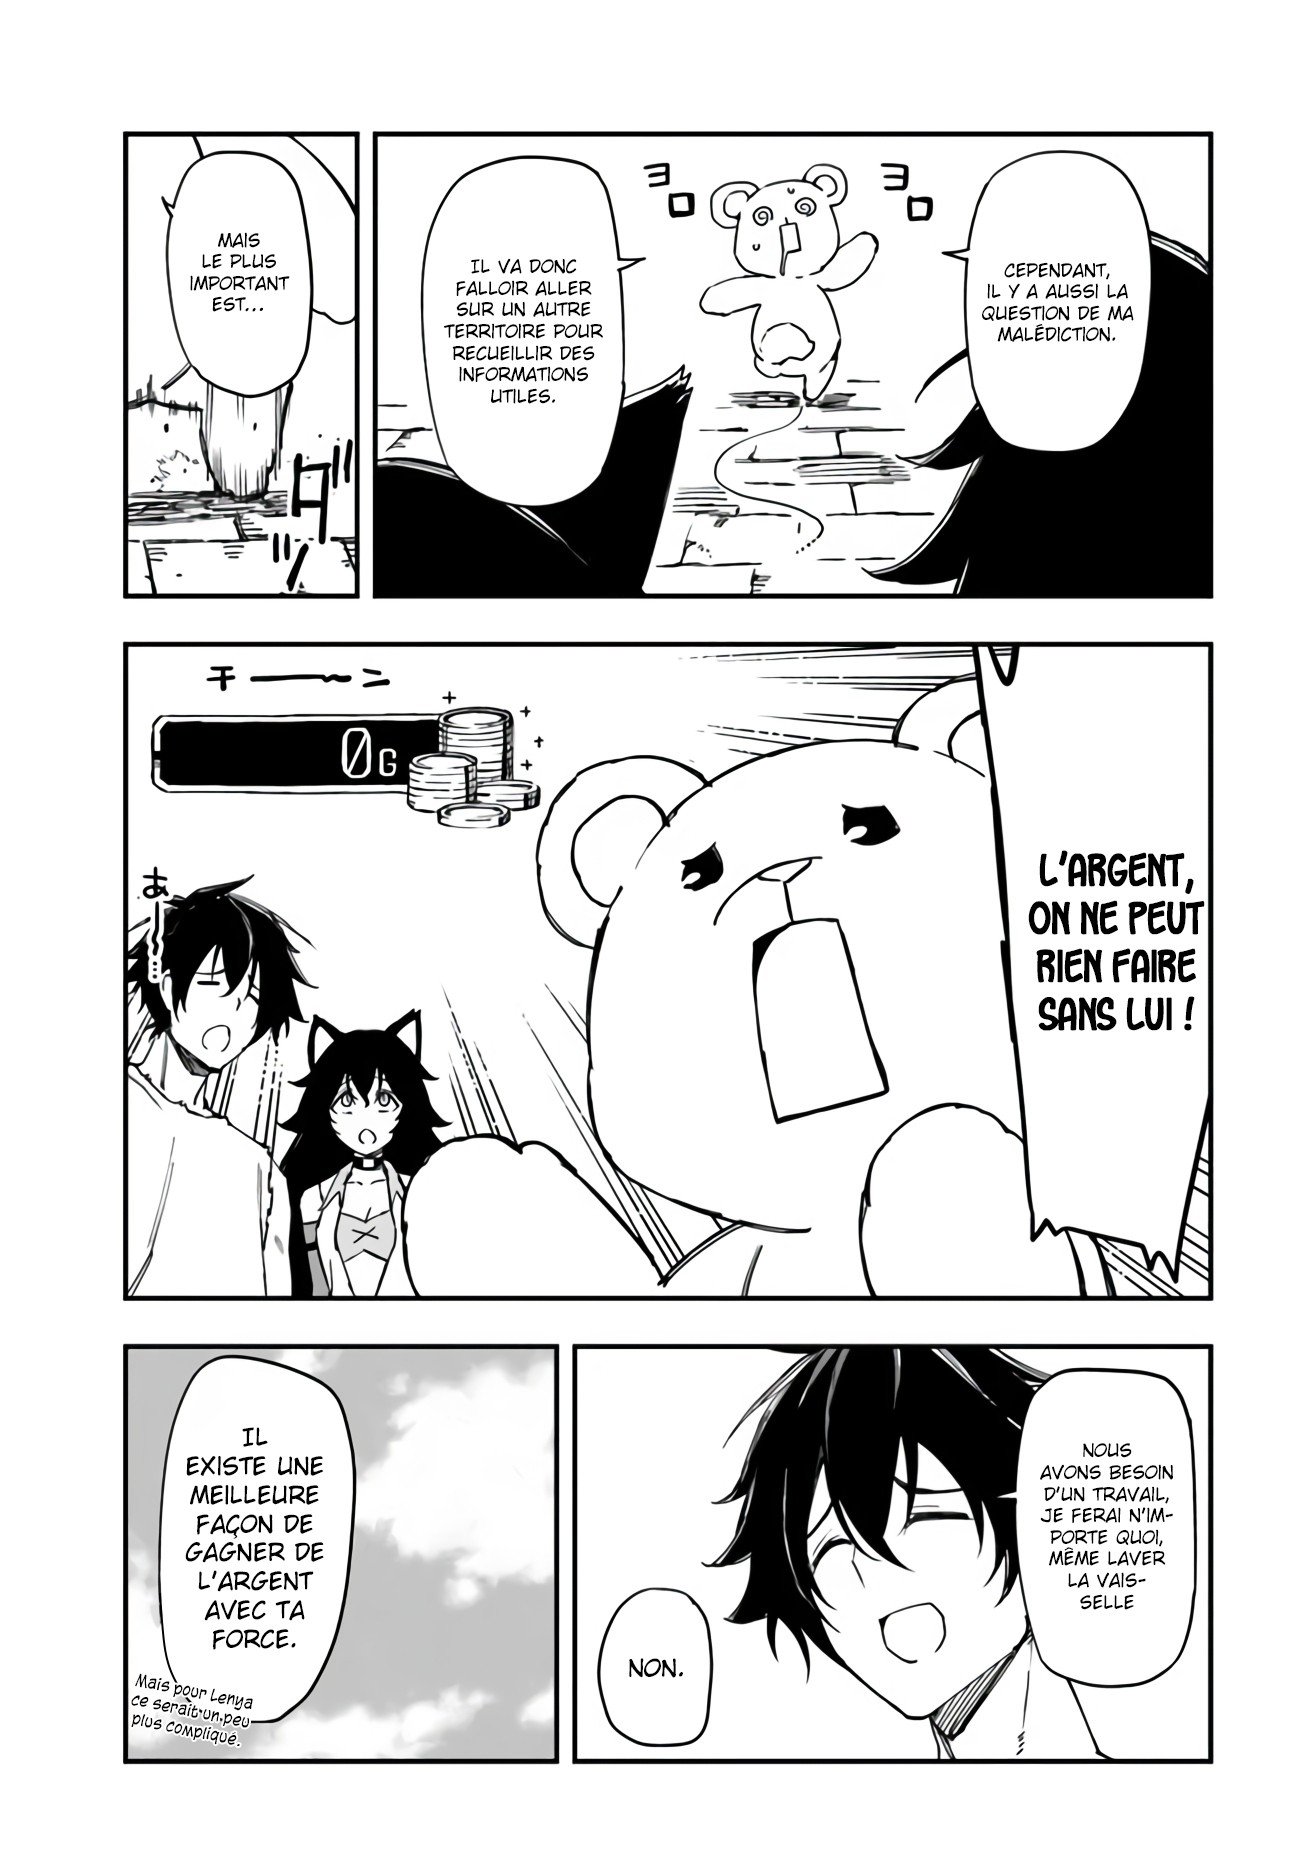 CEPENDANT,
IL Y A AUSSI LA
QUESTION DE MA
MALÉDICTION.
ヨロ
ヨロ
IL VA DONC
FALLOIR ALLER
SUR UN AUTRE
TERRITOIRE POUR
RECUEILLIR DES
INFORMATIONS
UTILES.
MAIS
LE PLUS
IMPORTANT
EST...
L'ARGENT,
ON NE PEUT
RIEN FAIRE
SANS LUI !
チーン
0G
あー…
NOUS
AVONS BESOIN
D'UN TRAVAIL,
JE FERAI N'IM-
PORTE QUOI,
MÊME LAVER
LA VAIS-
SELLE
NON.
IL
EXISTE UNE
MEILLEURE
FAÇON DE
GAGNER DE
L'ARGENT
AVEC TA
FORCE.
Mais pour Lenya
ce serait un peu
plus compliqué.